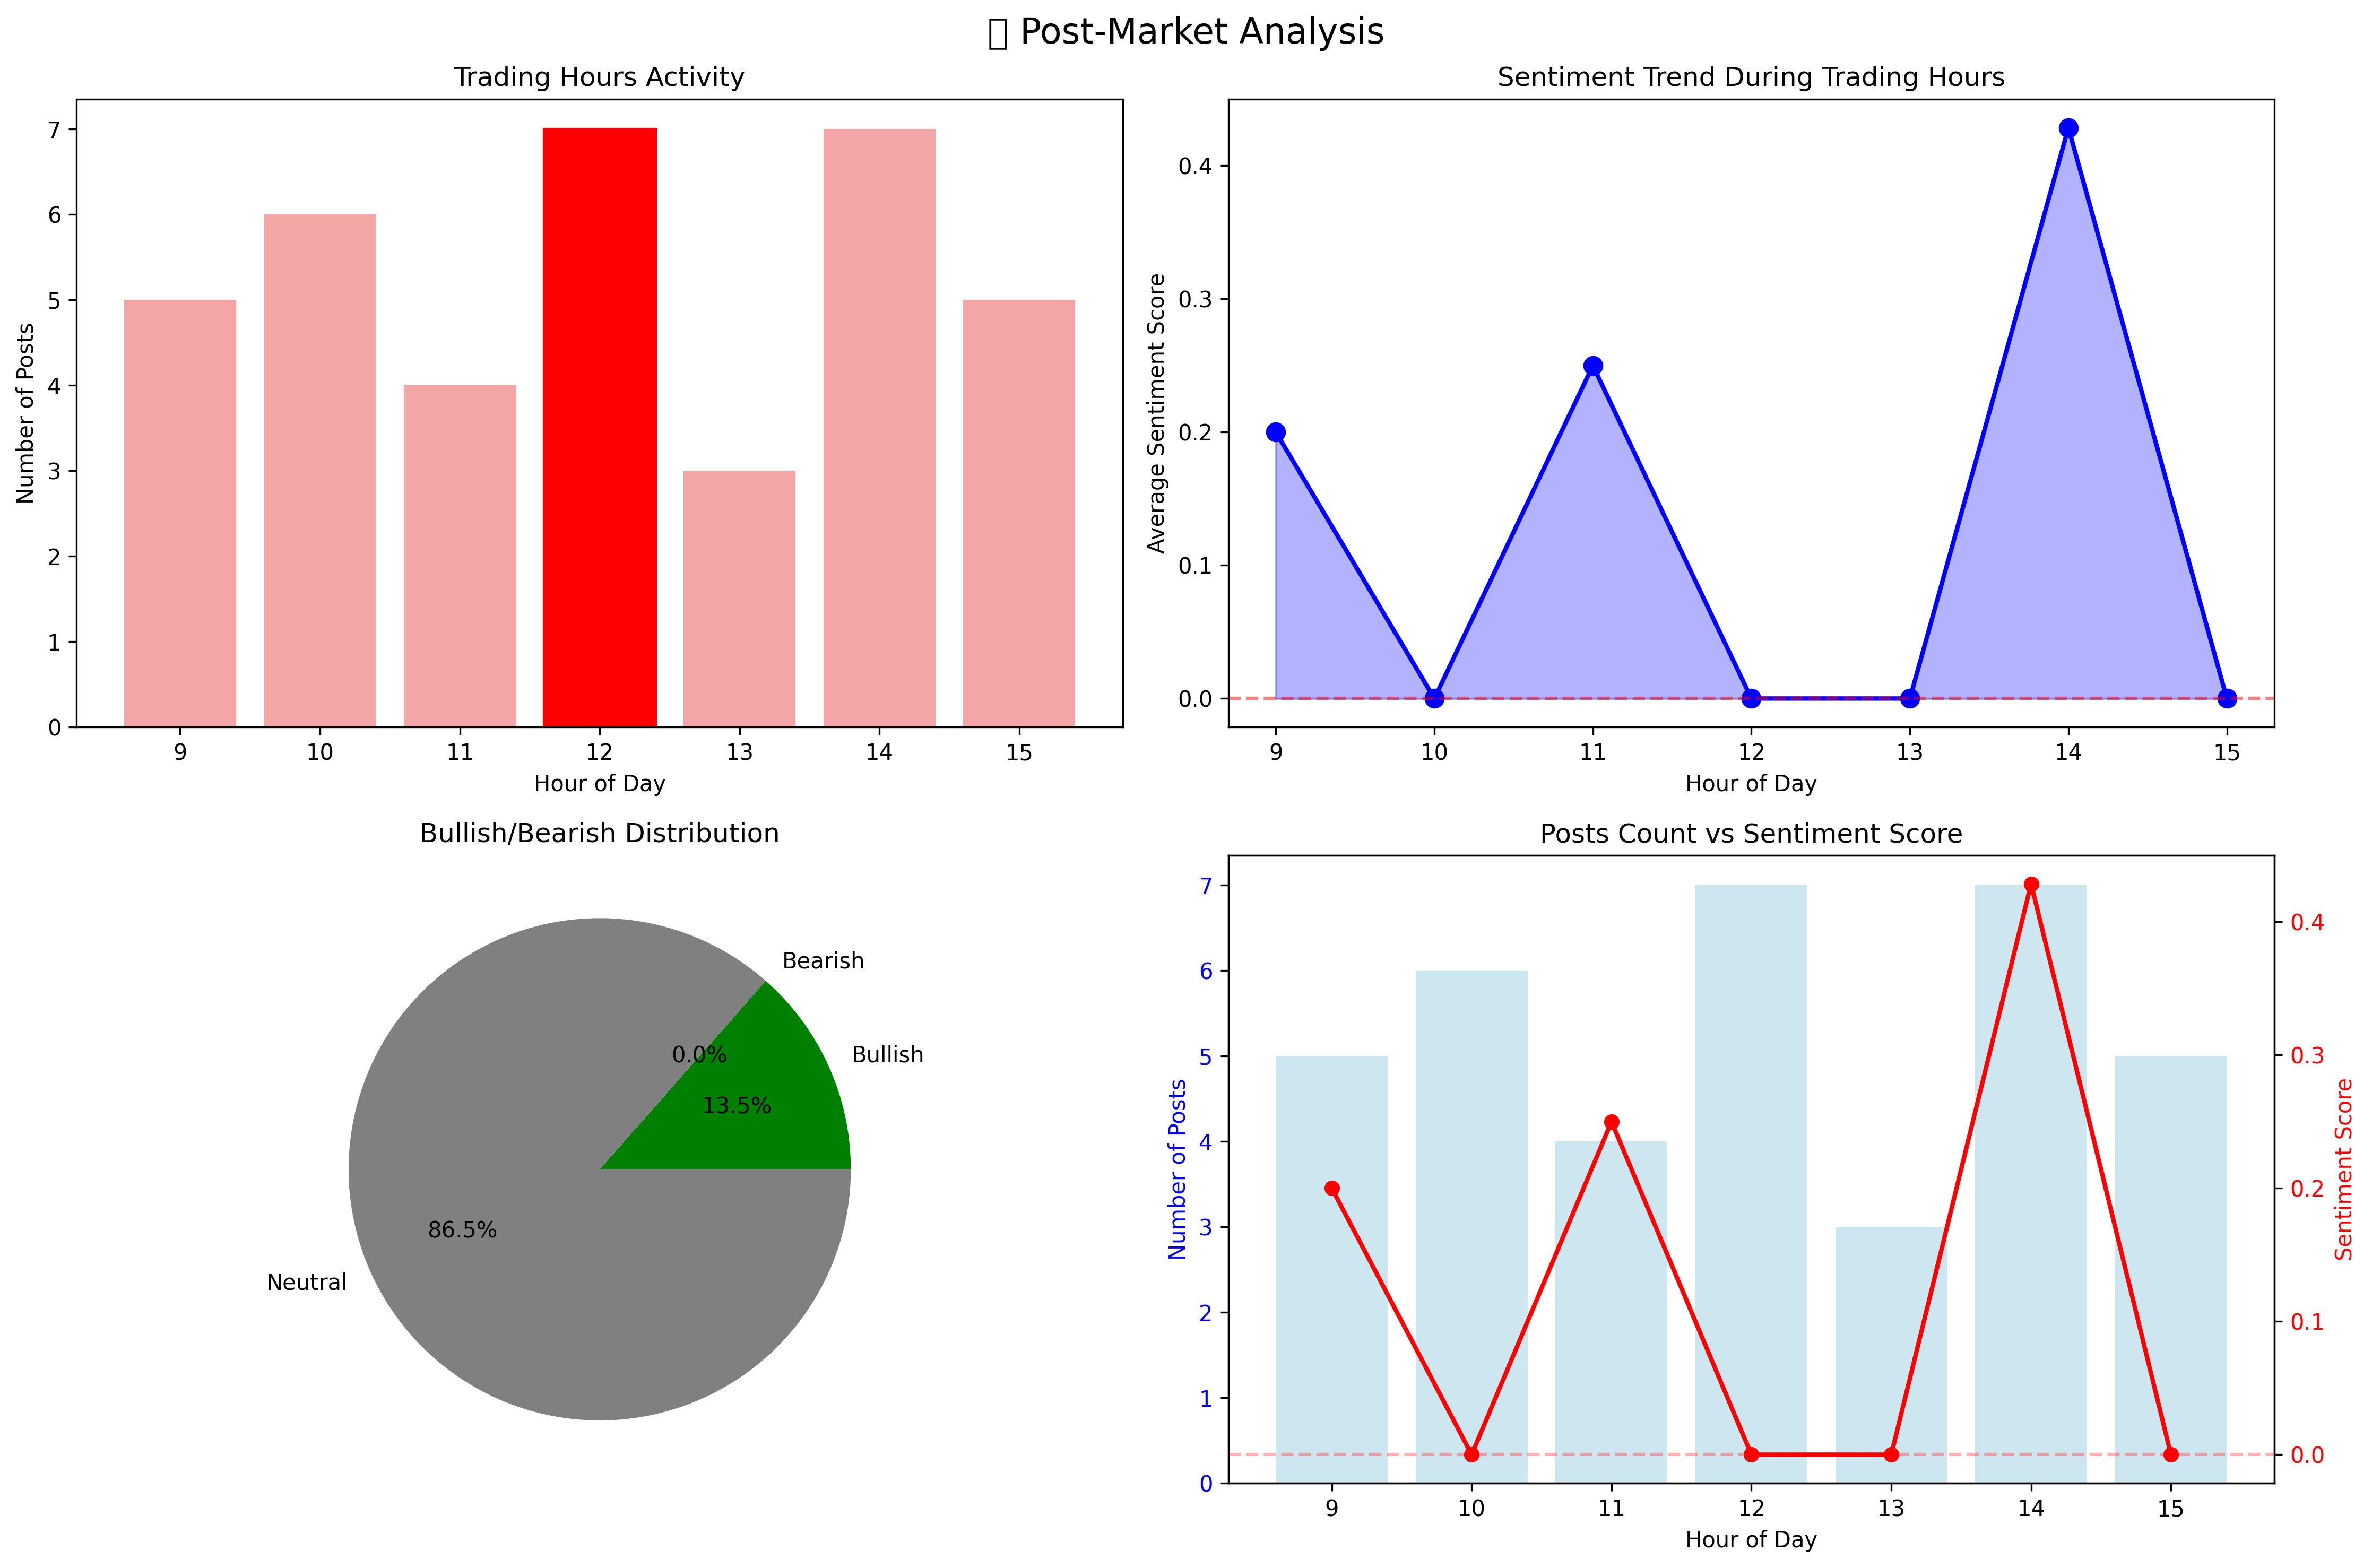 ▯ Post-Market Analysis
Trading Hours Activity
Number of Posts
7
6
5
4
3
2
1
0
9 10 11 12 13 14 15
Hour of Day
Sentiment Trend During Trading Hours
Average Sentiment Score
0.4
0.3
0.2
0.1
0.0
9 10 11 12 13 14 15
Hour of Day
Bullish/Bearish Distribution
Bearish
Bullish
0.0%
13.5%
86.5%
Neutral
Posts Count vs Sentiment Score
Number of Posts
7
6
5
4
3
2
1
0
0.4
0.3
0.2
0.1
0.0
Sentiment Score
9 10 11 12 13 14 15
Hour of Day